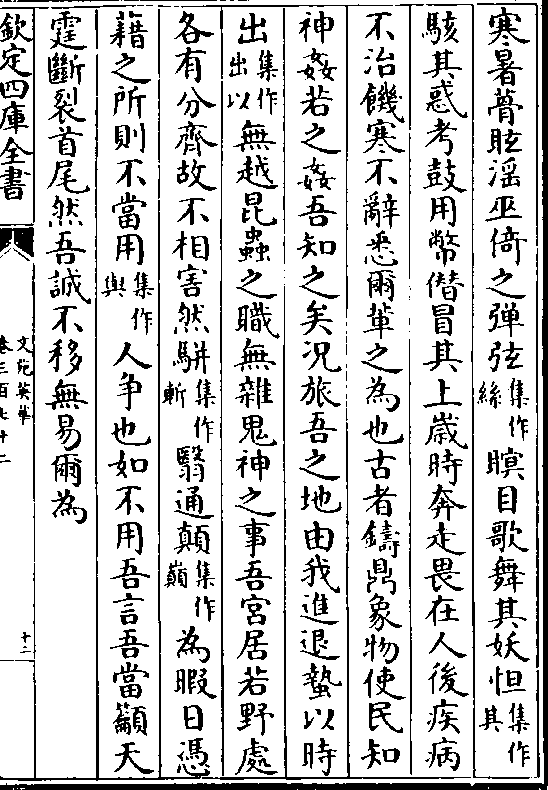 寒暑瞢眩滛巫倚之弹弦集作絲瞑目歌舞其妖怛集作其
駭其惑考鼓用幣僭冒其上嵗時奔走畏在人後疾病
不治饑寒不辭悉爾軰之為也古者鑄鼎象物使民知
神姦若之姦吾知之矣况旅吾之地由我進退蟄以時
出集作出以無越昆蟲之職無雜鬼神之事吾宫居若野處
各有分齊故不相害然駢集作斬翳通顛集作巔為暇日憑
藉之所則不當用集作與人争也如不用吾言吾當籲天
霆斷裂首尾然吾誠不移無易爾為
欽定四庫全書
文苑英華
卷三百七十二
十二